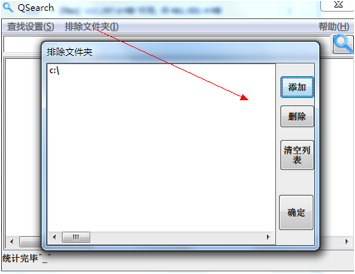 QSearch
查找设置(S) 排除文件夹(I) 帮助(H)
排除文件夹
c:\
添加
删除
清空列
表
确定
统计完毕^_^